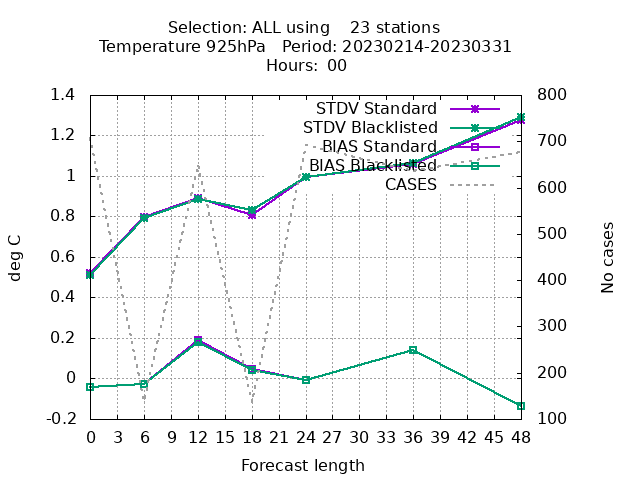 Selection: ALL using    23 stations
Temperature 925hPa   Period: 20230214-20230331
Hours: 00
1.4
1.2
1
0.8
0.6
0.4
0.2
0
-0.2
deg C
STDV Standard
STDV Blacklisted
BIAS Standard
BIAS Blacklisted
CASES
800
700
600
500
400
300
200
100
No cases
0 3 6 9 12 15 18 21 24 27 30 33 36 39 42 45 48
Forecast length